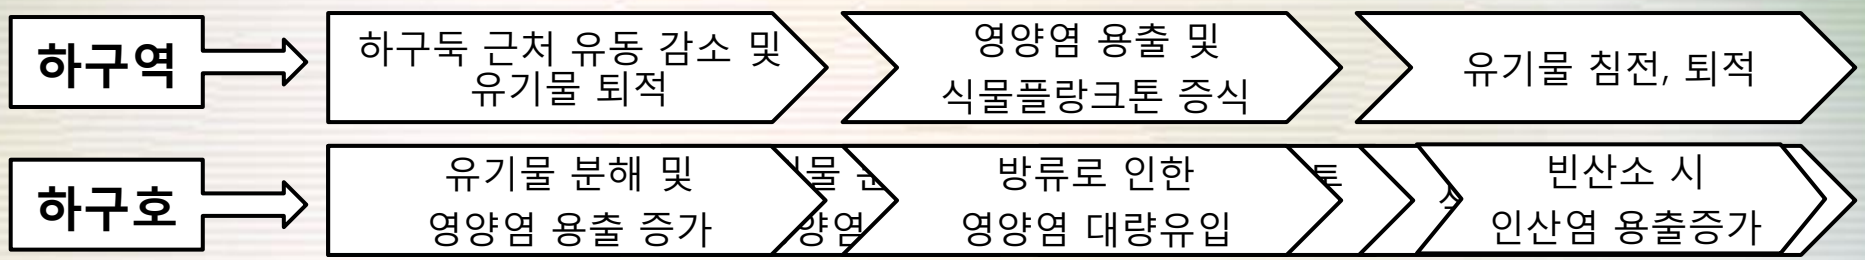 하구역
하구둑 근처 유동 감소 및
유기물 퇴적
영양염 용출 및
식물플랑크톤 증식
유기물 침전, 퇴적
하구호
유기물 분해 및
영양염 용출 증가
방류로 인한
영양염 대량유입
빈산소 시
인산염 용출증가